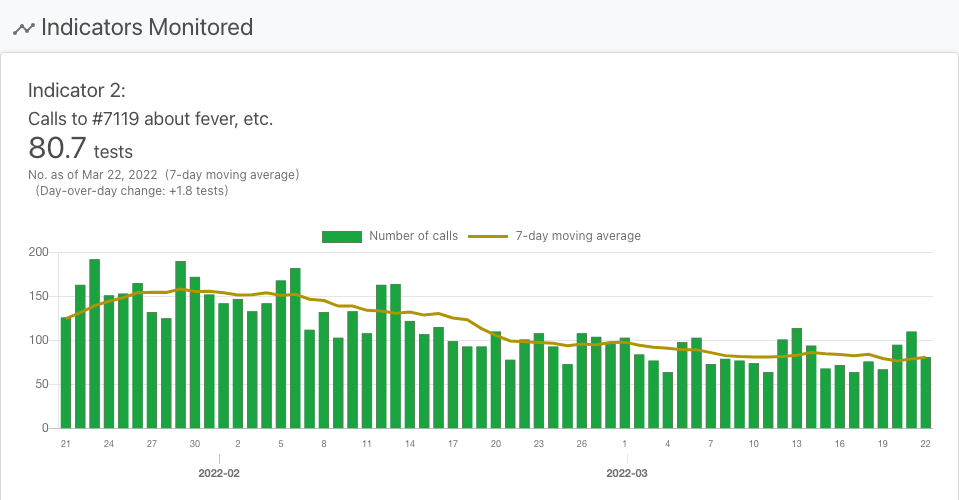 Indicators Monitored
Indicator 2:
Calls to #7119 about fever, etc.
80.7 tests
No. as of Mar 22, 2022 (7-day moving average)
(Day-over-day change: +1.8 tests)
Number of calls 7-day moving average
200
150
100
50
0
21 24 27 30 2 5 8 11 14 17 20 23 26 1 4 7 10 13 16 19 22
2022-02 2022-03